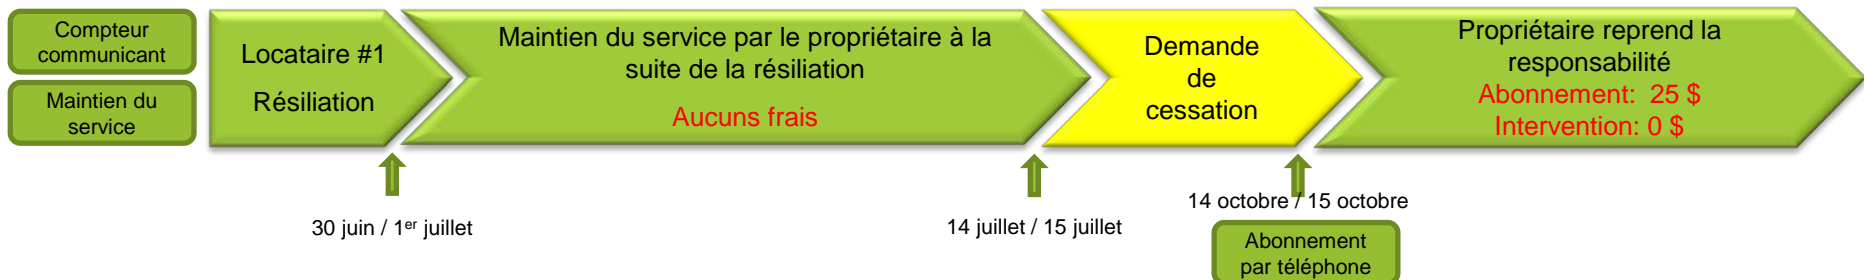 Compteur
communicant
Maintien du
service
Locataire #1
Résiliation
Maintien du service par le propriétaire à la
suite de la résiliation
Aucuns frais
Demande
de
cessation
Propriétaire reprend la
responsabilité
Abonnement:  25 $
Intervention: 0 $
30 juin / 1er juillet
14 juillet / 15 juillet
14 octobre / 15 octobre
Abonnement
par téléphone